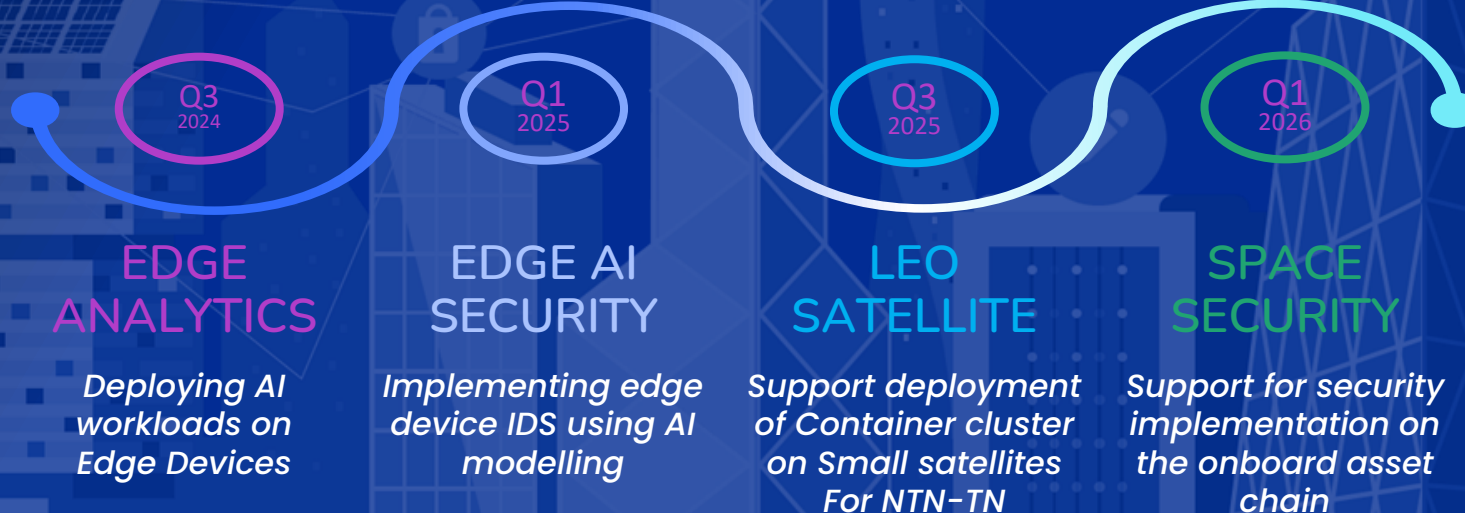 Q3
2024
Q1
2025
Q3
2025
Q1
2026
EDGE
ANALYTICS
Deploying AI
workloads on
Edge Devices
EDGE AI
SECURITY
Implementing edge
device IDS using AI
modelling
LEO
SATELLITE
Support deployment
of Container cluster
on Small satellites
For NTN-TN
SPACE
SECURITY
Support for security
implementation on
the onboard asset
chain